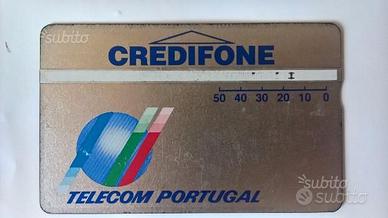 subito
CREDIFONE
50 40 30 20 10 0
TELECOM PORTUGAL
subito
subito